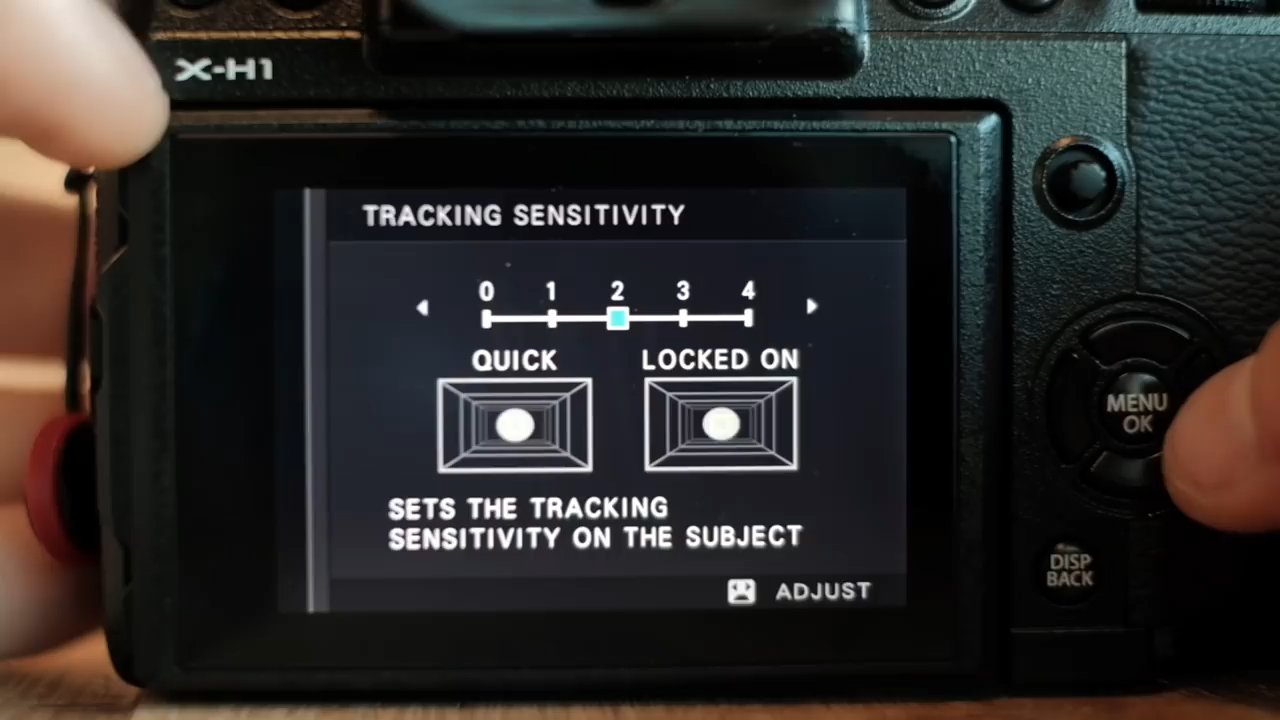 X-H1
TRACKING SENSITIVITY
0 1 2 3 4
QUICK LOCKED ON
SETS THE TRACKING
SENSITIVITY ON THE SUBJECT
ADJUST
MENU
OK
DISP
BACK